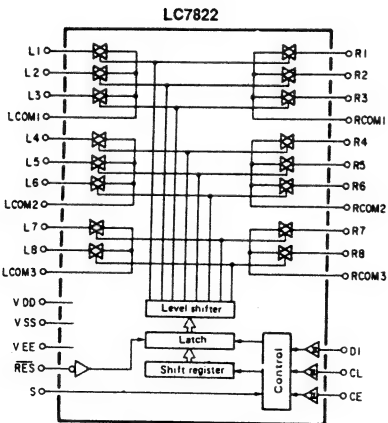 LC7822
L1 R1
L2 R2
L3 R3
LCOM1 RCOM1
L4 R4
L5 R5
L6 R6
LCOM2 RCOM2
L7 R7
L8 R8
LCOM3 RCOM3
VDD
Level shifter
VSS
VEE
Latch
Control
DI
RES
Shift register
CL
S
CE